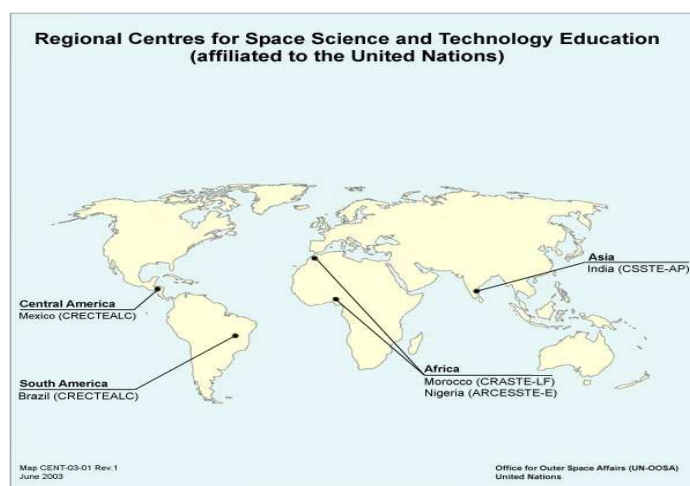 Regional Centres for Space Science and Technology Education
(affiliated to the United Nations)
Asia
India (CSSTE-AP)
Central America
Mexico (CRECTEALC)
South America
Brazil (CRECTEALC)
Africa
Morocco (CRASTE-LF)
Nigeria (ARCESSTE-E)
Map CENT-03-01 Rev.1
June 2003
Office for Outer Space Affairs (UN-OOSA)
United Nations